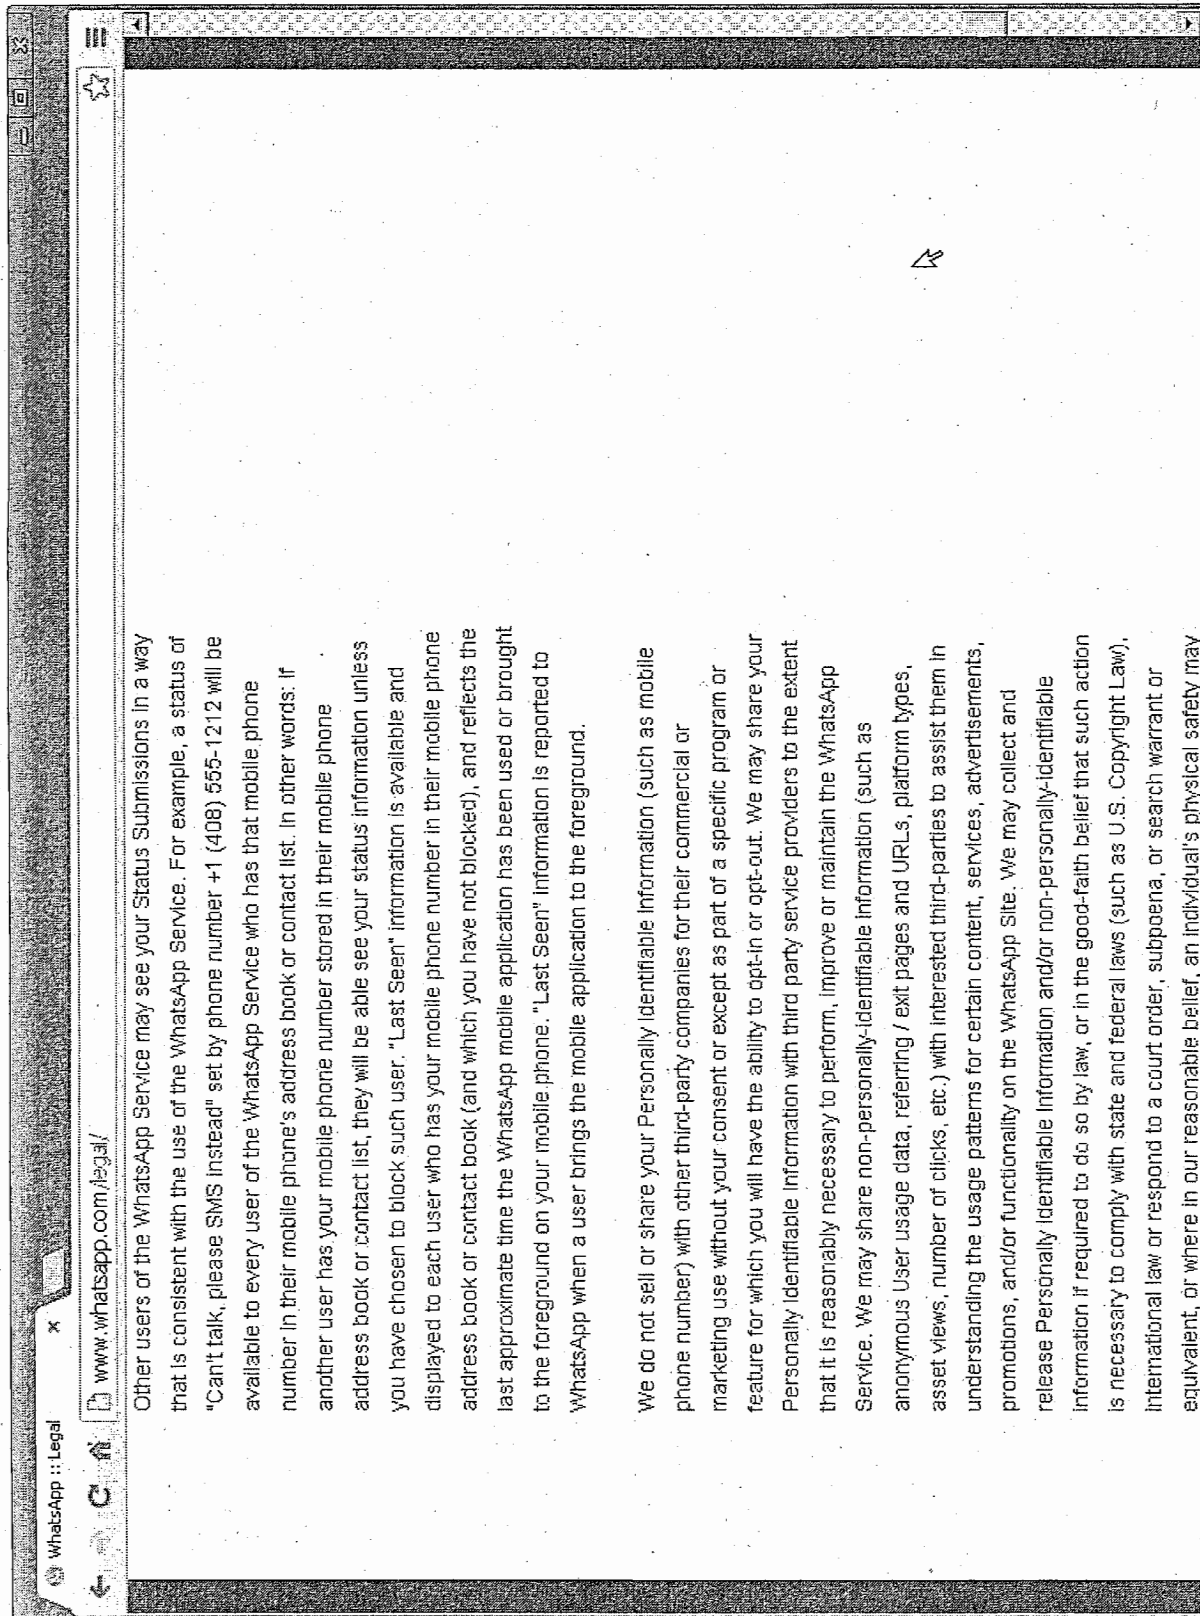 WhatsApp :: Legal
www.whatsapp.com/legal/
Other users of the WhatsApp Service may see your Status Submissions in a way
that is consistent with the use of the WhatsApp Service. For example, a status of
"Can't talk, please SMS instead" set by phone number +1 (408) 555-1212 will be
available to every user of the WhatsApp Service who has that mobile phone
number in their mobile phone's address book or contact list. In other words: If
another user has your mobile phone number stored in their mobile phone
address book or contact list, they will be able see your status information unless
you have chosen to block such user. "Last Seen" information is available and
displayed to each user who has your mobile phone number in their mobile phone
address book or contact book (and which you have not blocked), and reflects the
last approximate time the WhatsApp mobile application has been used or brought
to the foreground on your mobile phone. "Last Seen" information is reported to
WhatsApp when a user brings the mobile application to the foreground.
We do not sell or share your Personally Identifiable Information (such as mobile
phone number) with other third-party companies for their commercial or
marketing use without your consent or except as part of a specific program or
feature for which you will have the ability to opt-in or opt-out. We may share your
Personally Identifiable Information with third party service providers to the extent
that it is reasonably necessary to perform, improve or maintain the WhatsApp
Service. We may share non-personally-identifiable information (such as
anonymous User usage data, referring / exit pages and URLs, platform types,
asset views, number of clicks, etc.) with interested third-parties to assist them in
understanding the usage patterns for certain content, services, advertisements,
promotions, and/or functionality on the WhatsApp Site. We may collect and
release Personally Identifiable Information and/or non-personally-identifiable
information if required to do so by law, or in the good-faith belief that such action
is necessary to comply with state and federal laws (such as U.S. Copyright Law),
international law or respond to a court order, subpoena, or search warrant or
equivalent, or where in our reasonable belief, an individual's physical safety may